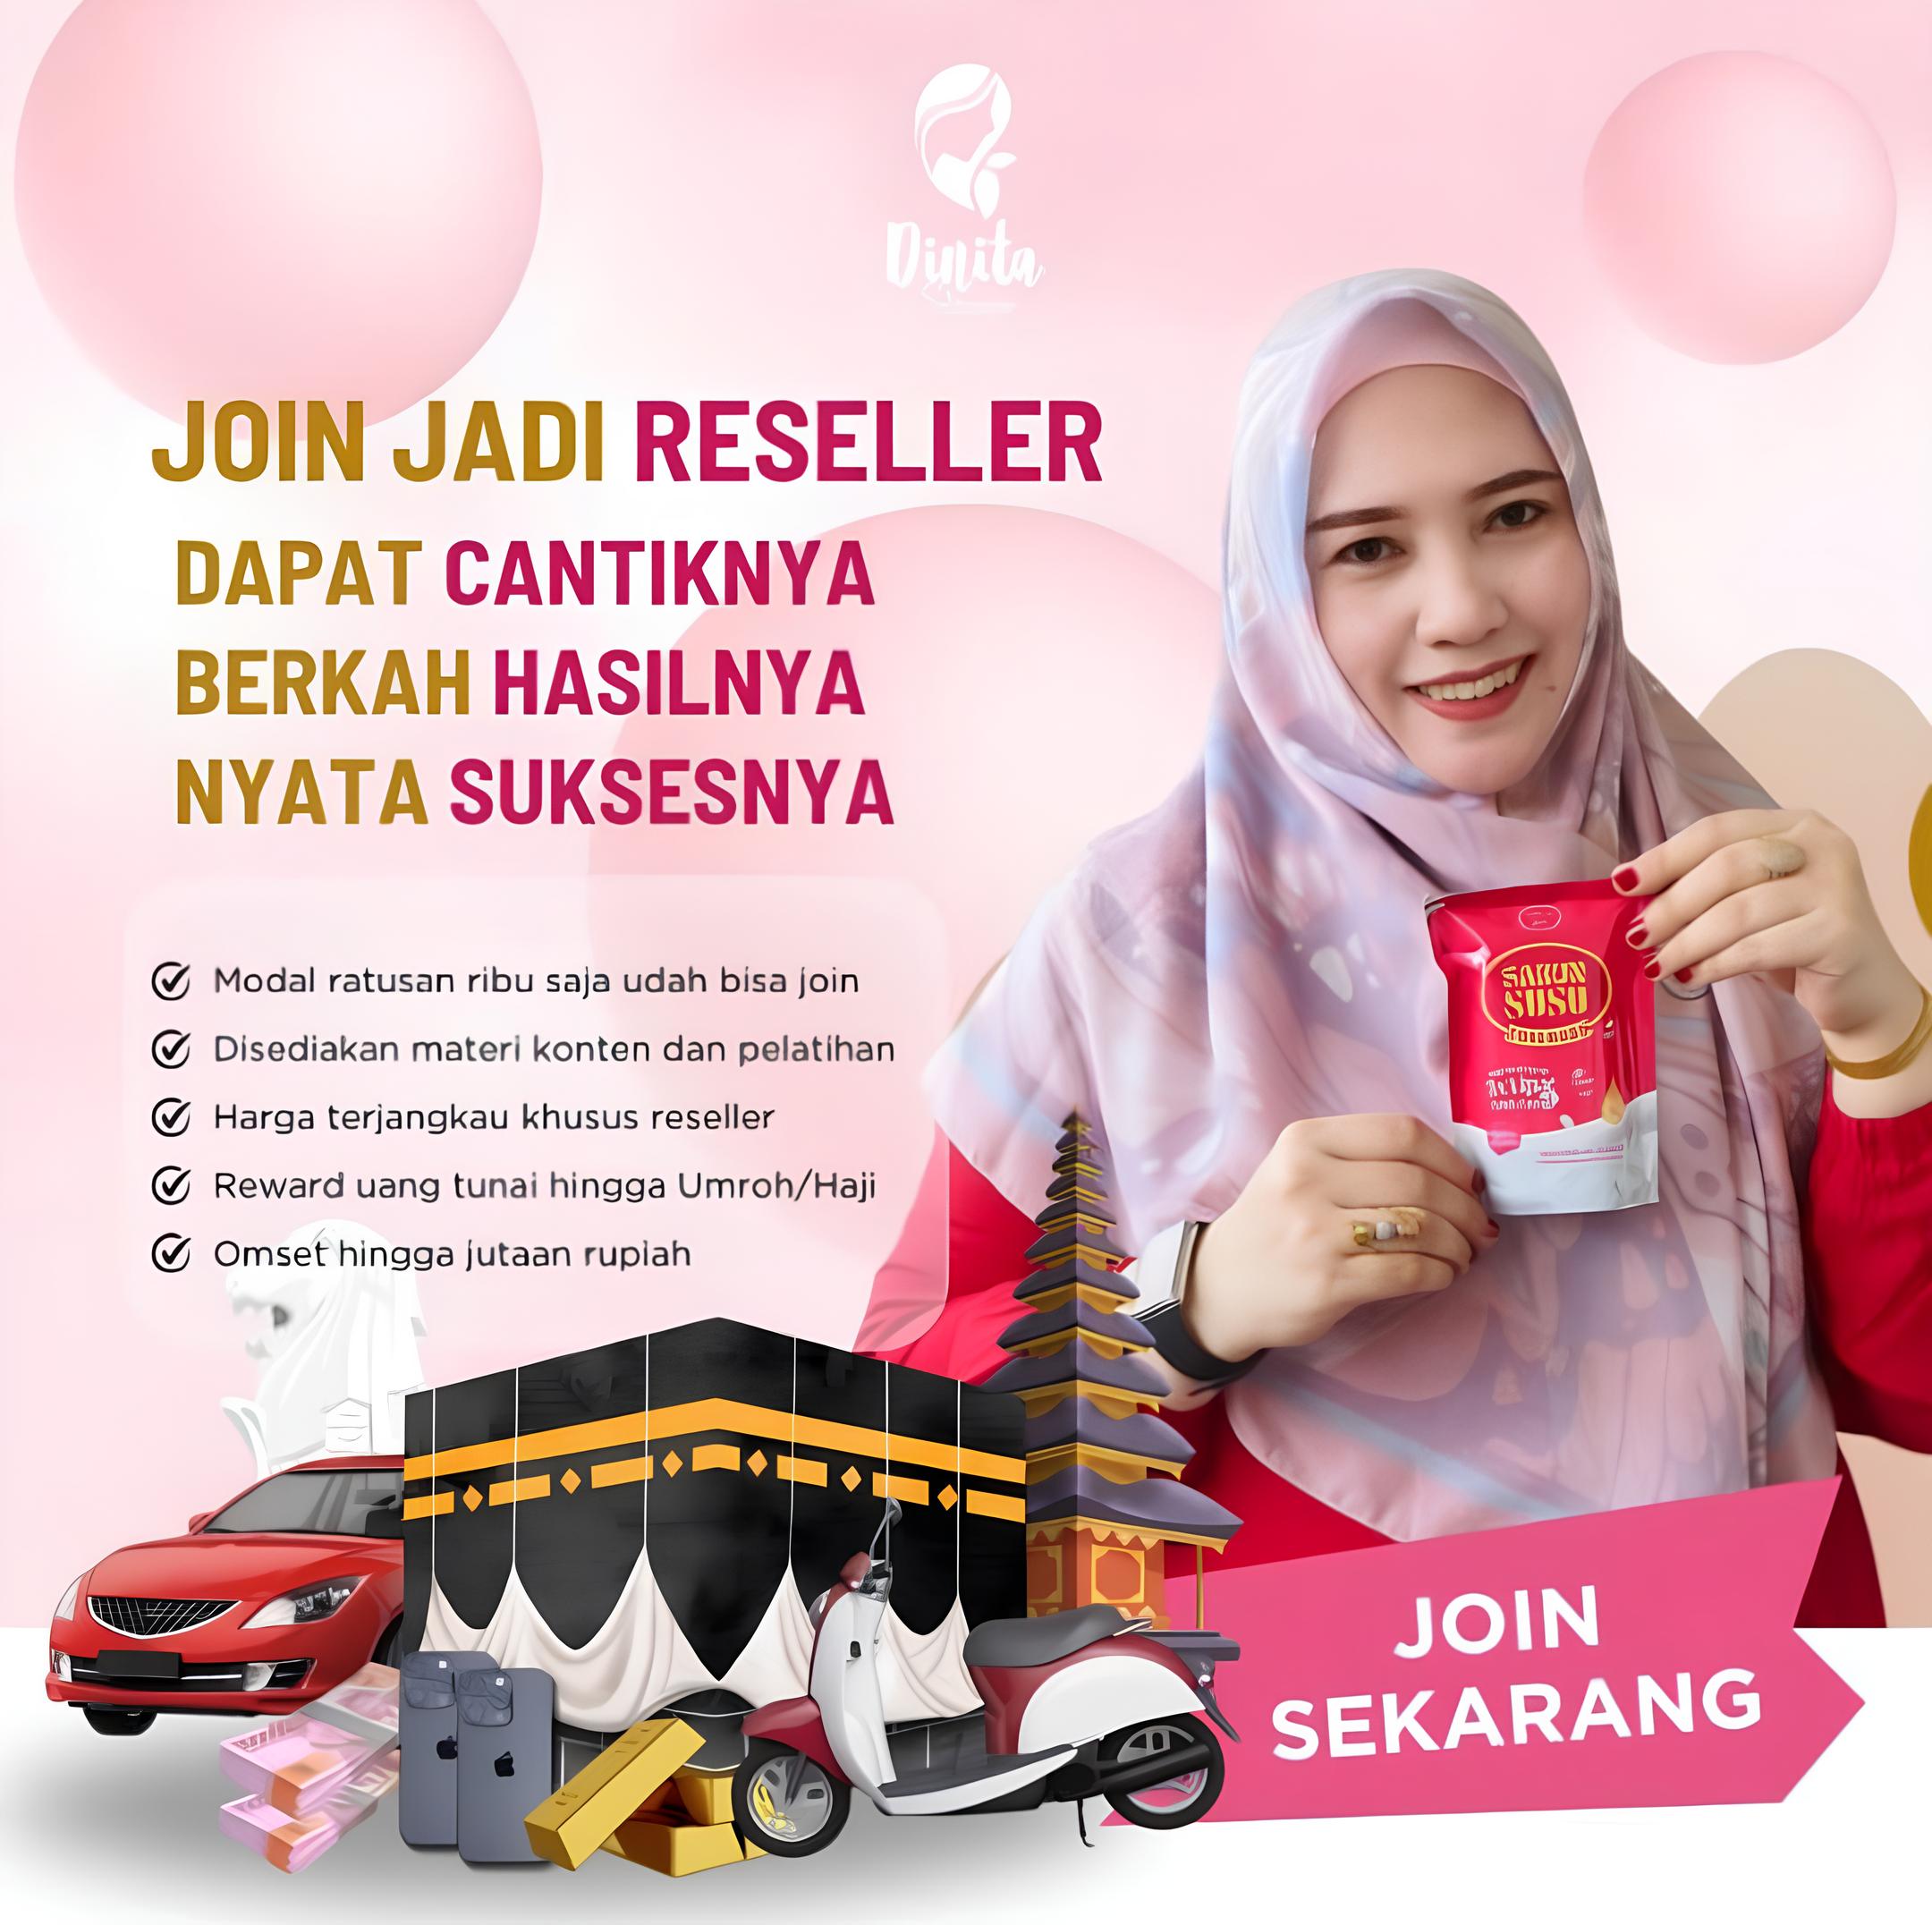 Dinita
JOIN JADI RESELLER
DAPAT CANTIKNYA
BERKAH HASILNYA
NYATA SUKSESNYA
Modal ratusan ribu saja udah bisa join
Disediakan materi konten dan pelatihan
Harga terjangkau khusus reseller
Reward uang tunai hingga Umroh/Haji
Omset hingga jutaan rupiah
SABUN
SUSU
JOIN
SEKARANG